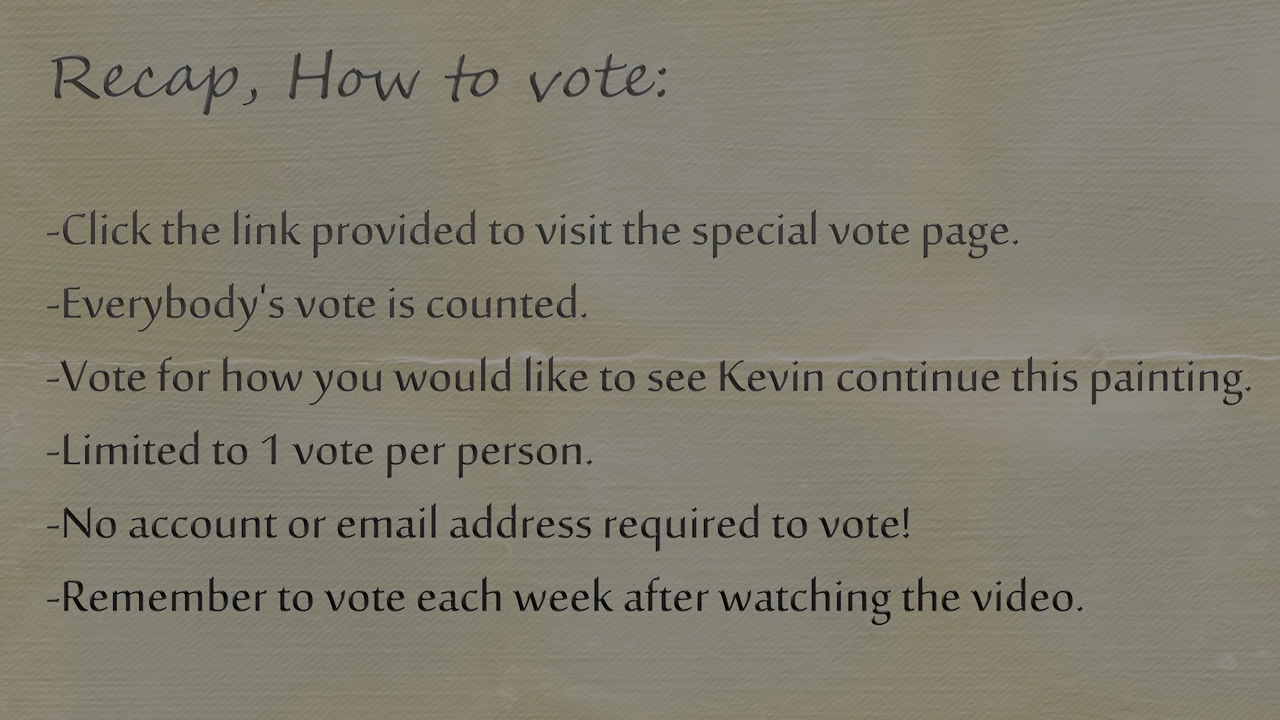 Recap, How to vote:
-Click the link provided to visit the special vote page.
-Everybody's vote is counted.
-Vote for how you would like to see Kevin continue this painting.
-Limited to 1 vote per person.
-No account or email address required to vote!
-Remember to vote each week after watching the video.